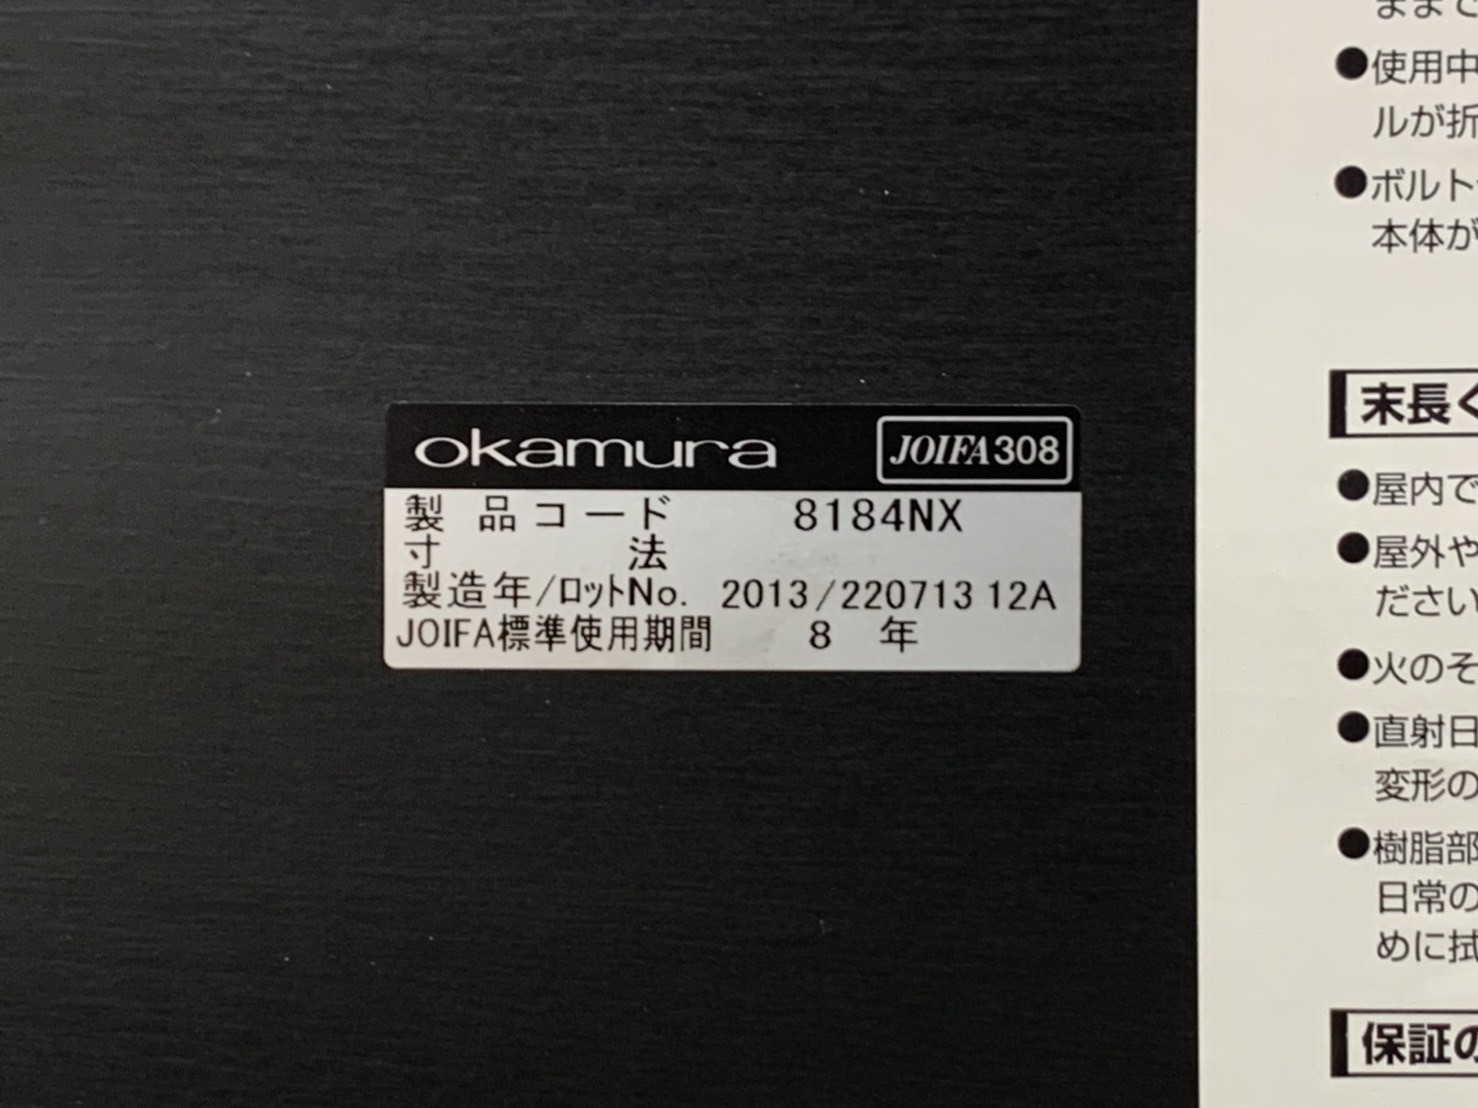 okamura JOIFA308
製品コード 8184NX
寸法
製造年/ロットNo. 2013/220713 12A
JOIFA標準使用期間 8 年
ままで
●使用中
ルが折
●ボルト
本体が
末長く
●屋内で
●屋外や
ださい
●火のそ
●直射日
変形の
●樹脂部
日常の
めに拭
保証の